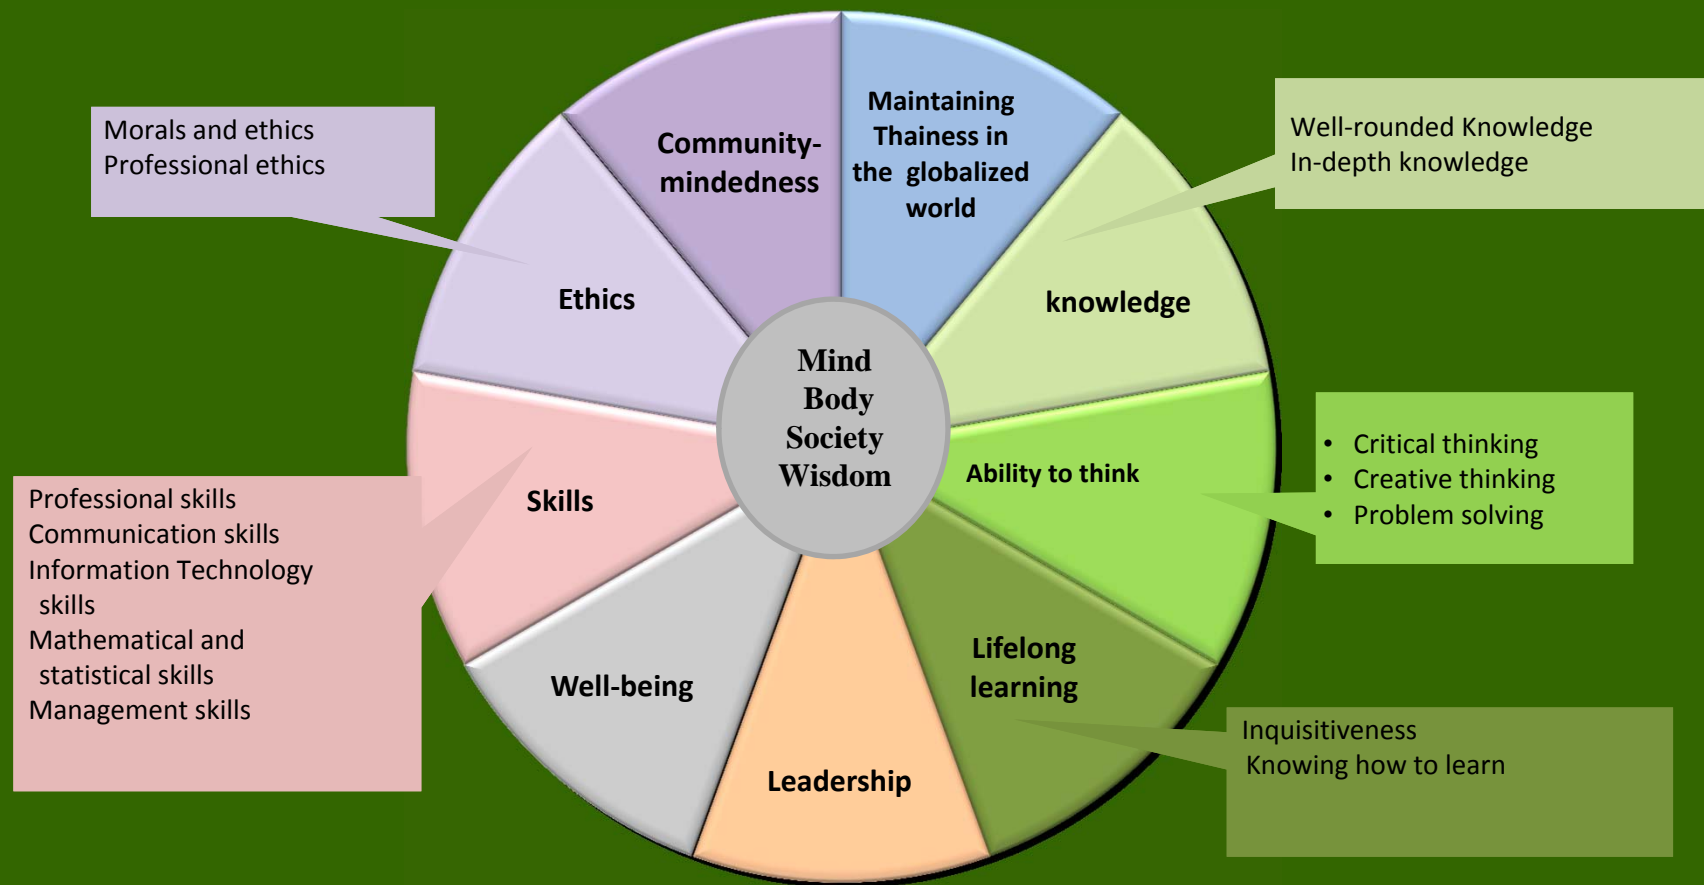 Morals and ethics
Professional ethics
Community-
mindedness
Maintaining
Thainess in
the globalized
world
Well-rounded Knowledge
In-depth knowledge
Ethics
knowledge
Mind
Body
Society
Wisdom
Skills
Ability to think
• Critical thinking
• Creative thinking
• Problem solving
Professional skills
Communication skills
Information Technology
skills
Mathematical and
statistical skills
Management skills
Well-being
Leadership
Lifelong
learning
Inquisitiveness
Knowing how to learn